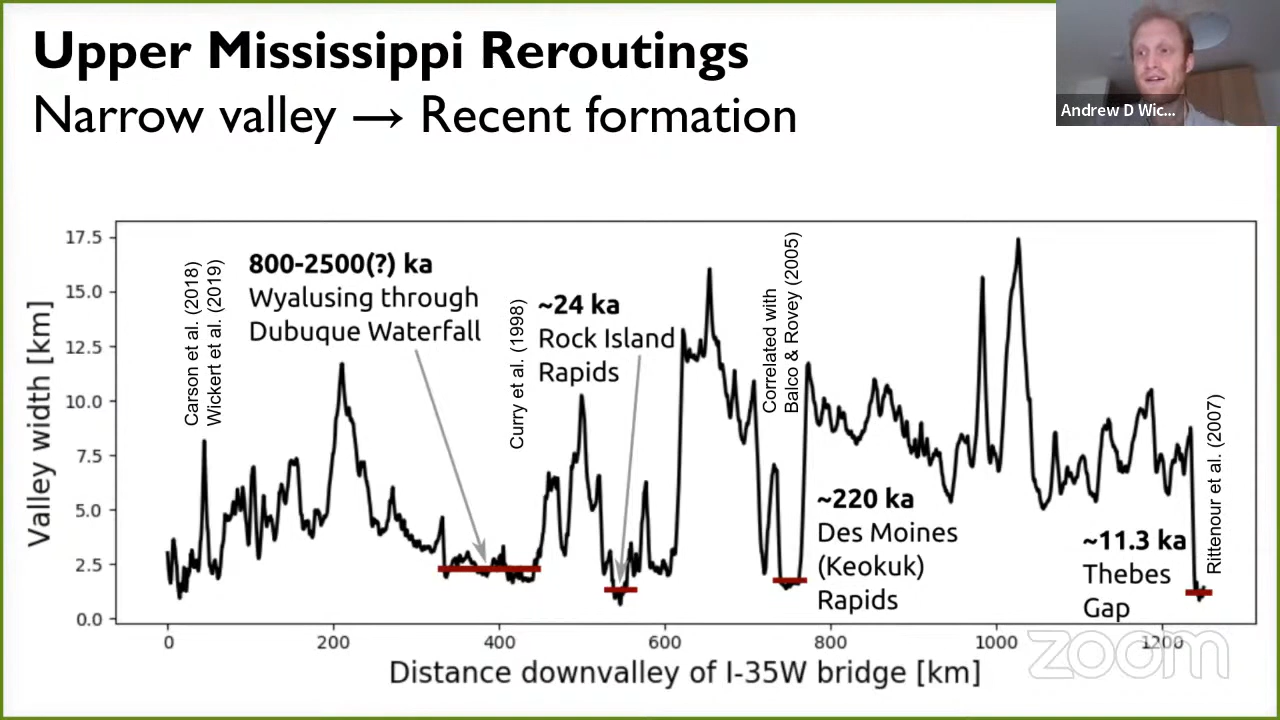 Upper Mississippi Reroutings
Narrow valley → Recent formation
Andrew D Wic...
Valley width [km]
17.5
15.0
12.5
10.0
7.5
5.0
2.5
0.0
Carson et al. (2018)
Wickert et al. (2019)
800-2500(?) ka
Wyalusing through
Dubuque Waterfall
Curry et al. (1998)
~24 ka
Rock Island
Rapids
Correlated with
Balco & Rovey (2005)
~220 ka
Des Moines
(Keokuk)
Rapids
~11.3 ka
Thebes
Gap
Rittenour et al. (2007)
0
200
400
600
800
1000
1200
Distance downvalley of I-35W bridge [km]
zoom